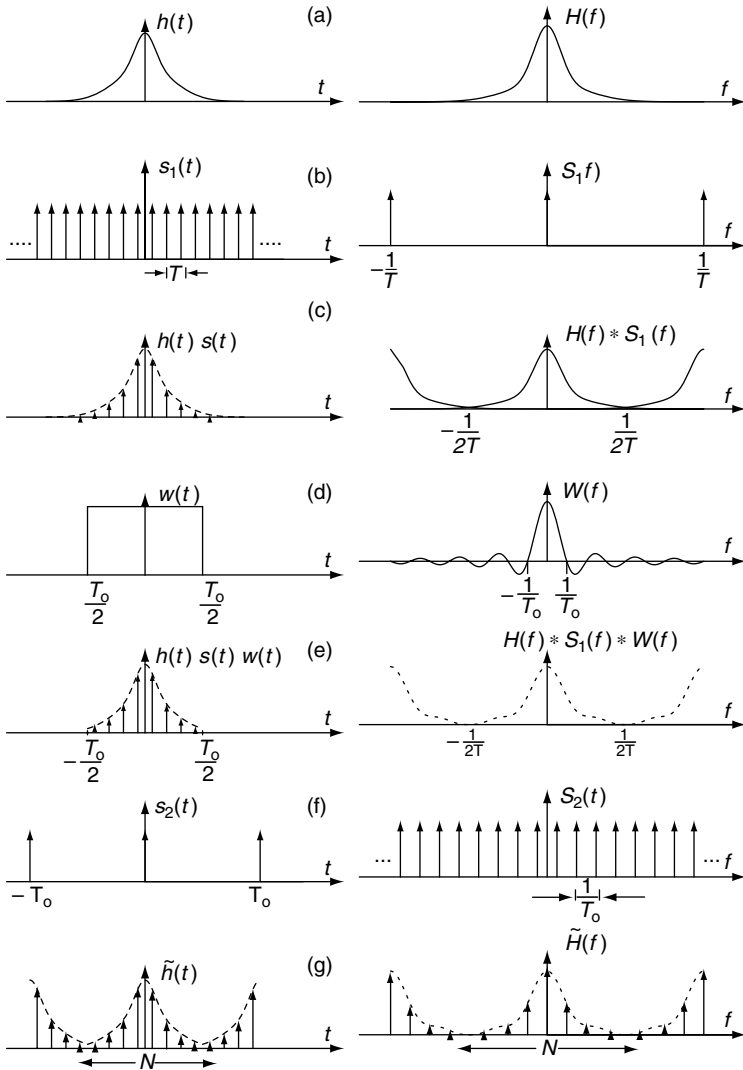 h(t)
(a)
H(f)
t
f
s₁(t)
(b)
S₁f)
....
....
t
f
T
−1/T
1/T
(c)
h(t) s(t)
H(f) * S₁(f)
t
f
−1/2T
1/2T
w(t)
(d)
W(f)
t
f
Tₒ/2
Tₒ/2
−1/Tₒ
1/Tₒ
h(t) s(t) w(t)
(e)
H(f) * S₁(f) * W(f)
t
f
−Tₒ/2
Tₒ/2
−1/2T
1/2T
s₂(t)
(f)
S₂(t)
t
...
...
f
− Tₒ
Tₒ
1/Tₒ
h̃(t)
(g)
H̃(f)
t
f
N
N